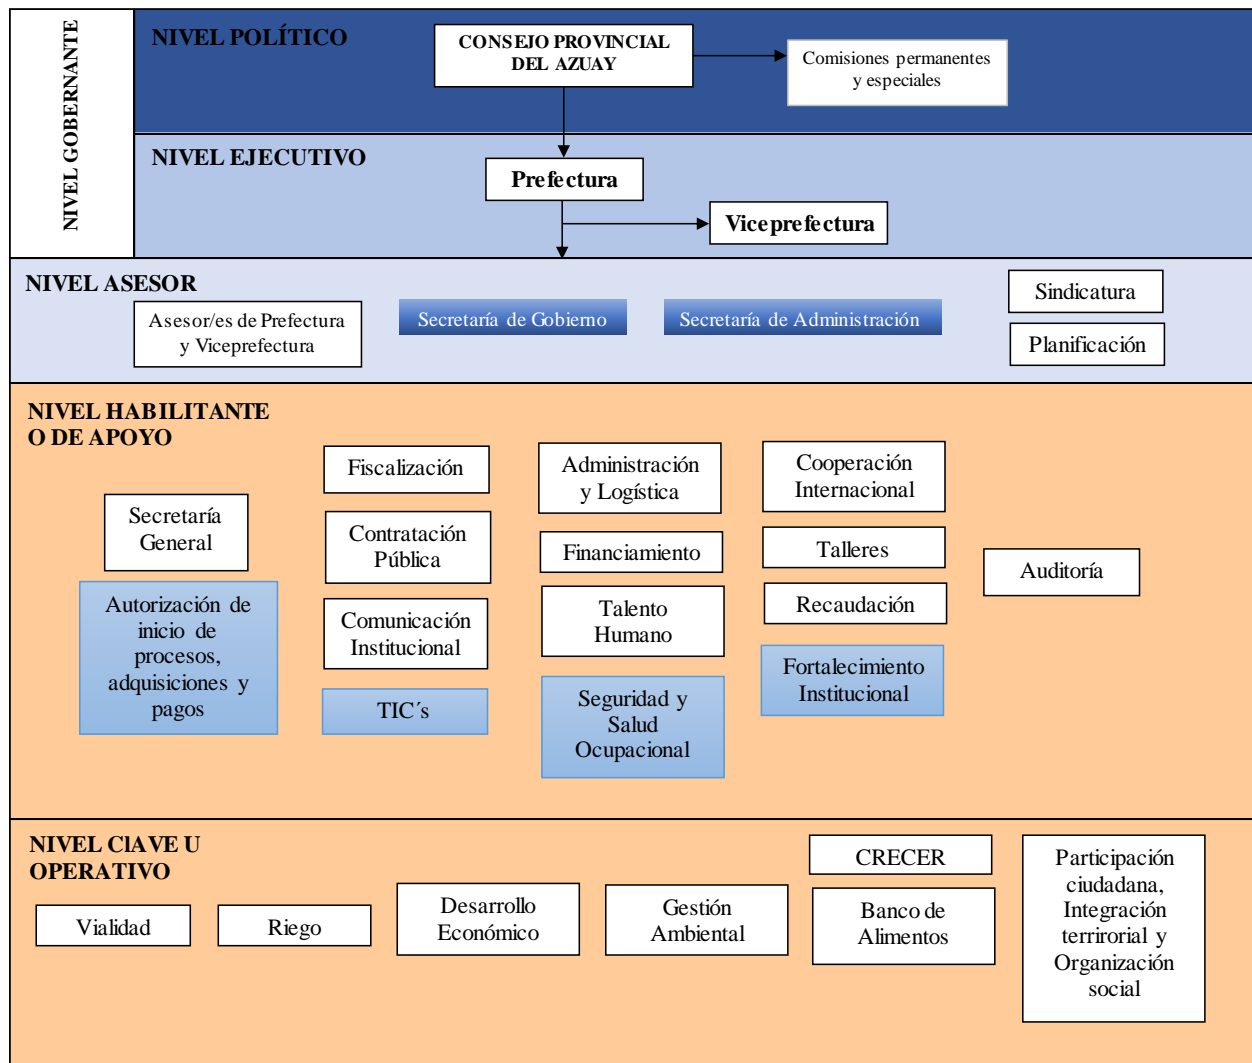 NIVEL GOBERNANTE
NIVEL POLÍTICO
CONSEJO PROVINCIAL
DEL AZUAY
Comisiones permanentes
y especiales
NIVEL EJECUTIVO
Prefectura
Viceprefectura
NIVEL ASESOR
Asesor/es de Prefectura
y Viceprefectura
Secretaría de Gobierno
Secretaría de Administración
Sindicatura
Planificación
NIVEL HABILITANTE
O DE APOYO
Secretaría
General
Autorización de
inicio de
procesos,
adquisiciones y
pagos
Fiscalización
Contratación
Pública
Comunicación
Institucional
TIC´s
Administración
y Logística
Financiamiento
Talento
Humano
Seguridad y
Salud
Ocupacional
Cooperación
Internacional
Talleres
Recaudación
Fortalecimiento
Institucional
Auditoría
NIVEL ClAVE U
OPERATIVO
Vialidad
Riego
Desarrollo
Económico
Gestión
Ambiental
CRECER
Banco de
Alimentos
Participación
ciudadana,
Integración
terrirorial y
Organización
social